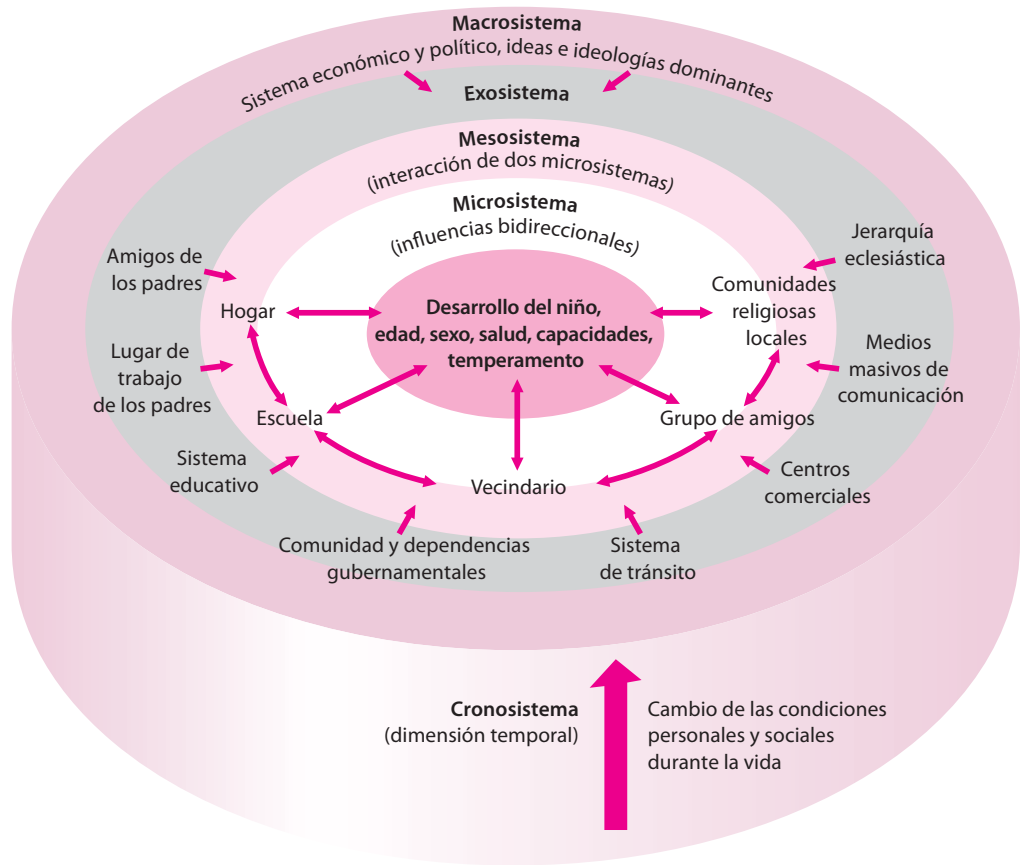 Macrosistema
Sistema económico y político, ideas e ideologías dominantes
Exosistema
Mesosistema
(interacción de dos microsistemas)
Microsistema
(influencias bidireccionales)
Desarrollo del niño,
edad, sexo, salud, capacidades,
temperamento
Amigos de
los padres
Hogar
Lugar de
trabajo
de los padres
Escuela
Sistema
educativo
Vecindario
Comunidad y dependencias
gubernamentales
Sistema
de tránsito
Jerarquía
eclesiástica
Comunidades
religiosas
locales
Medios
masivos de
comunicación
Grupo de amigos
Centros
comerciales
Cronosistema
(dimensión temporal)
Cambio de las condiciones
personales y sociales
durante la vida